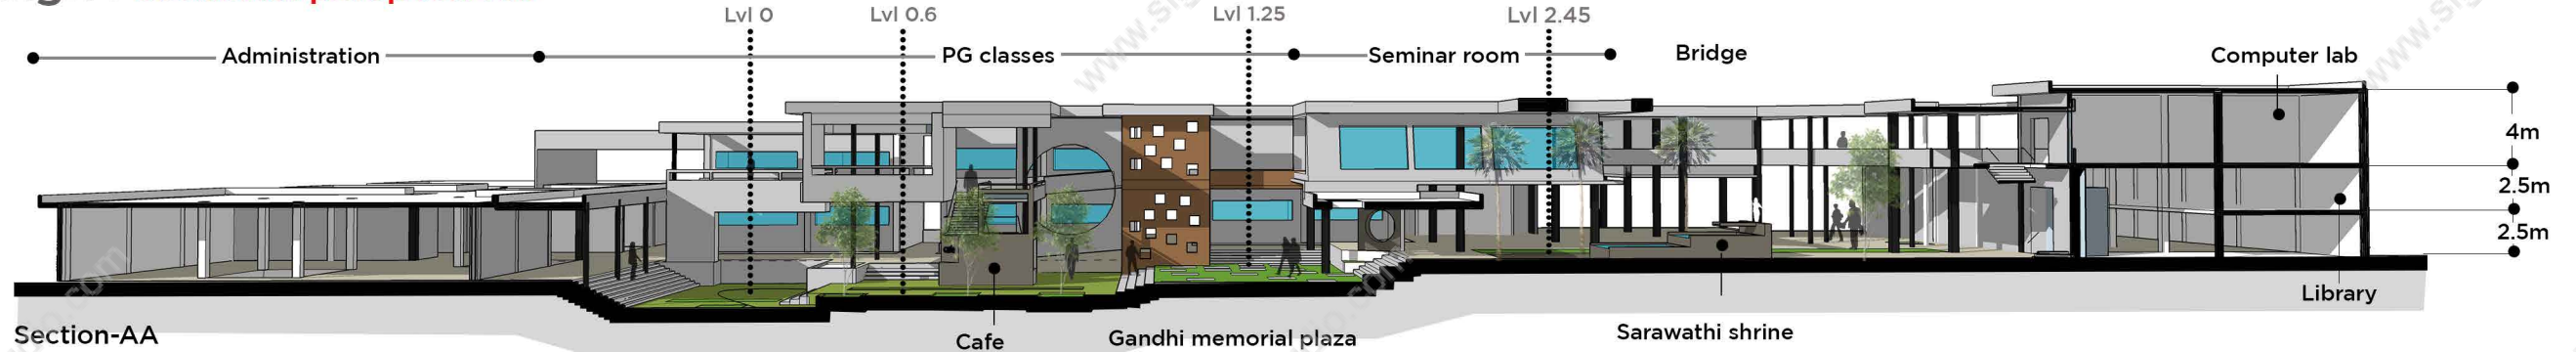 Lvl 0
Lvl 0.6
Lvl 1.25
Lvl 2.45
Administration
PG classes
Seminar room
Bridge
Computer lab
4m
2.5m
2.5m
Library
Section-AA
Cafe
Gandhi memorial plaza
Sarawathi shrine